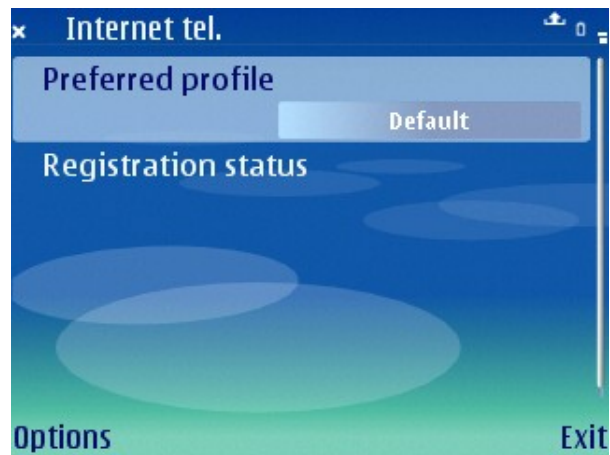 Internet tel.
Preferred profile
Default
Registration status
Options
Exit